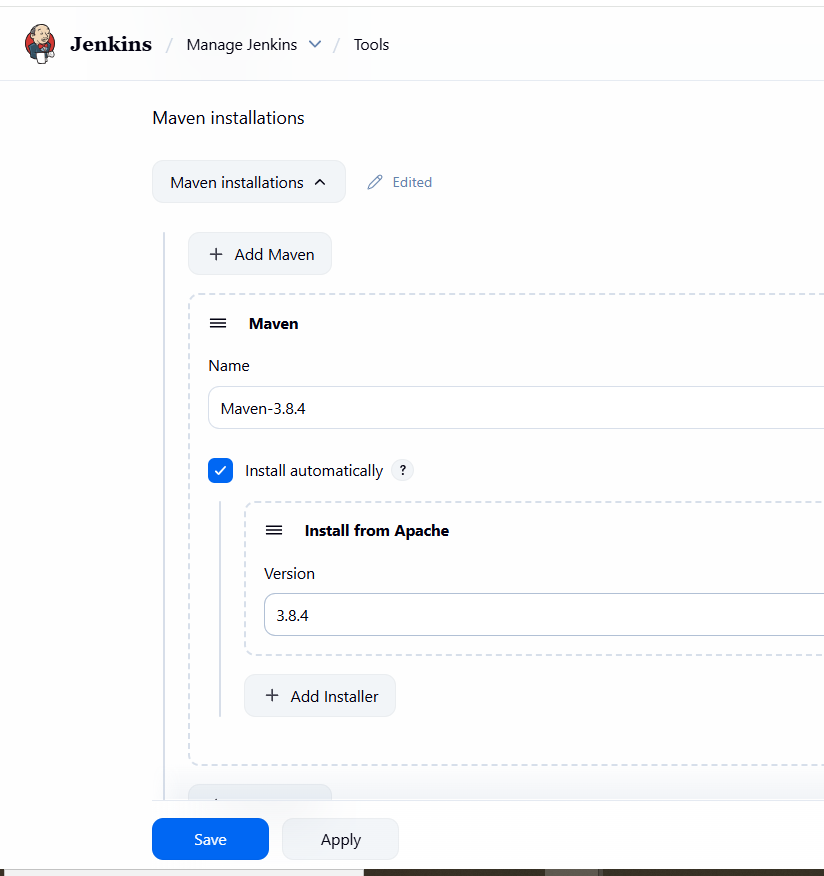 Jenkins / Manage Jenkins / Tools
Maven installations
Maven installations
Edited
+ Add Maven
Maven
Name
Maven-3.8.4
Install automatically ?
Install from Apache
Version
3.8.4
+ Add Installer
Save
Apply